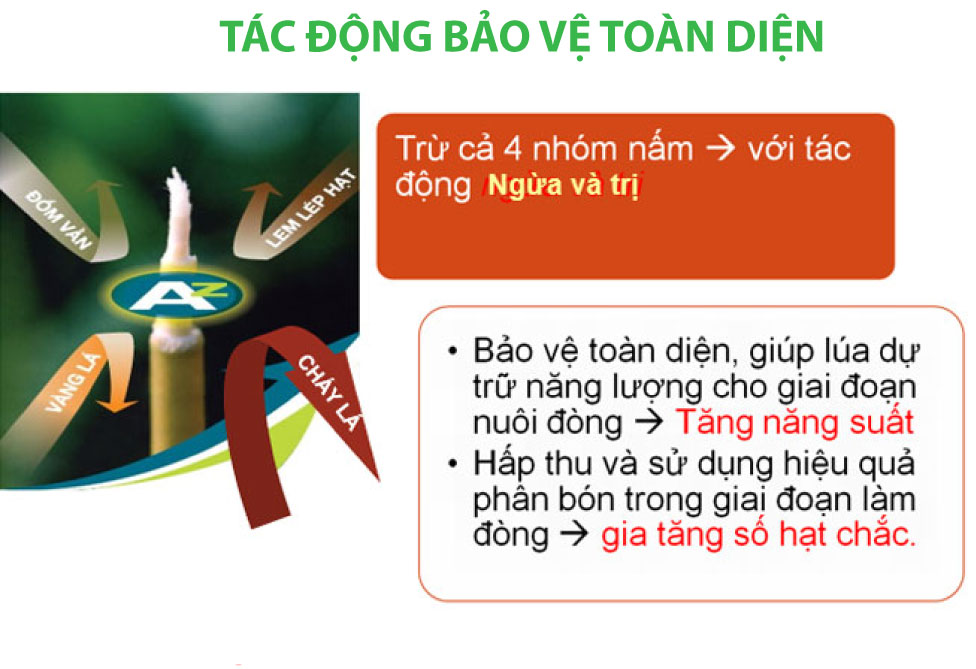 TÁC ĐỘNG BẢO VỆ TOÀN DIỆN
ĐỐM VẰN
LEM LÉP HẠT
AZ
VÀNG LÁ
CHÁY LÁ
Trừ cả 4 nhóm nấm → với tác
động Ngừa và trị
• Bảo vệ toàn diện, giúp lúa dự
trữ năng lượng cho giai đoạn
nuôi đòng → Tăng năng suất
• Hấp thu và sử dụng hiệu quả
phân bón trong giai đoạn làm
đòng → gia tăng số hạt chắc.